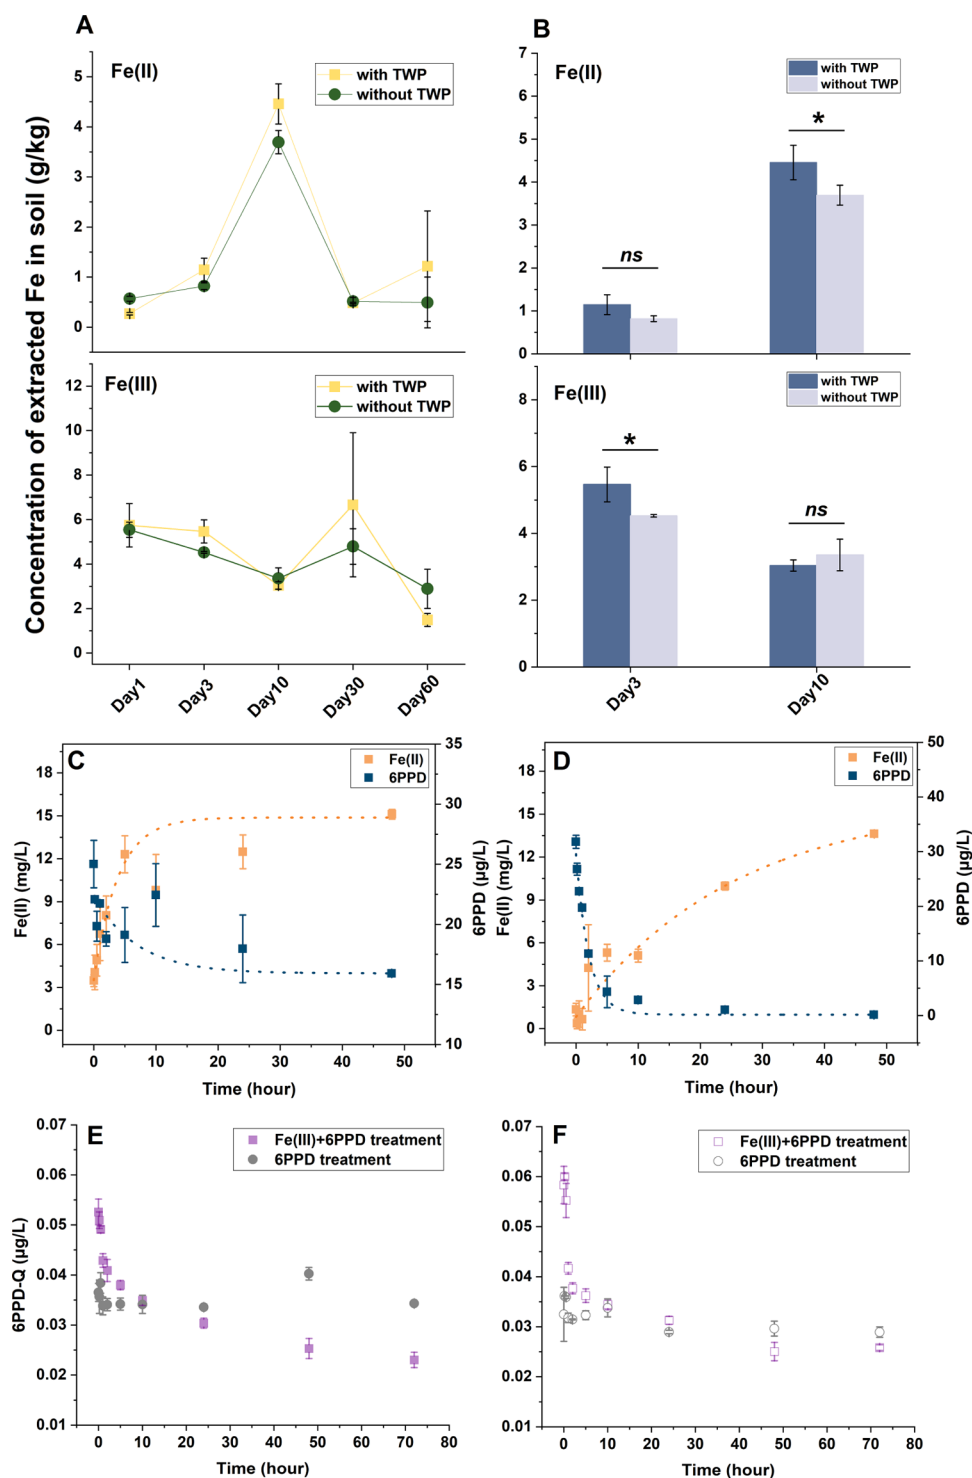 A
B
Concentration of extracted Fe in soil (g/kg)
Fe(II)
with TWP
without TWP
5
4
3
2
1
0
Fe(II)
with TWP
without TWP
7
6
5
4
3
2
1
0
ns
*
Fe(III)
with TWP
without TWP
12
10
8
6
4
2
0
Day1
Day3
Day10
Day30
Day60
Fe(III)
with TWP
without TWP
8
6
4
2
0
*
ns
Day3
Day10
C
Fe(II)
6PPD
Fe(II) (mg/L)
18
15
12
9
6
3
0
6PPD (µg/L)
35
30
25
20
15
10
0 10 20 30 40 50
Time (hour)
D
Fe(II)
6PPD
Fe(II) (mg/L)
18
15
12
9
6
3
0
6PPD (µg/L)
50
40
30
20
10
0
0 10 20 30 40 50
Time (hour)
E
Fe(III)+6PPD treatment
6PPD treatment
6PPD-Q (µg/L)
0.07
0.06
0.05
0.04
0.03
0.02
0.01
0 10 20 30 40 50 60 70 80
Time (hour)
F
Fe(III)+6PPD treatment
6PPD treatment
0.07
0.06
0.05
0.04
0.03
0.02
0.01
0 10 20 30 40 50 60 70 80
Time (hour)